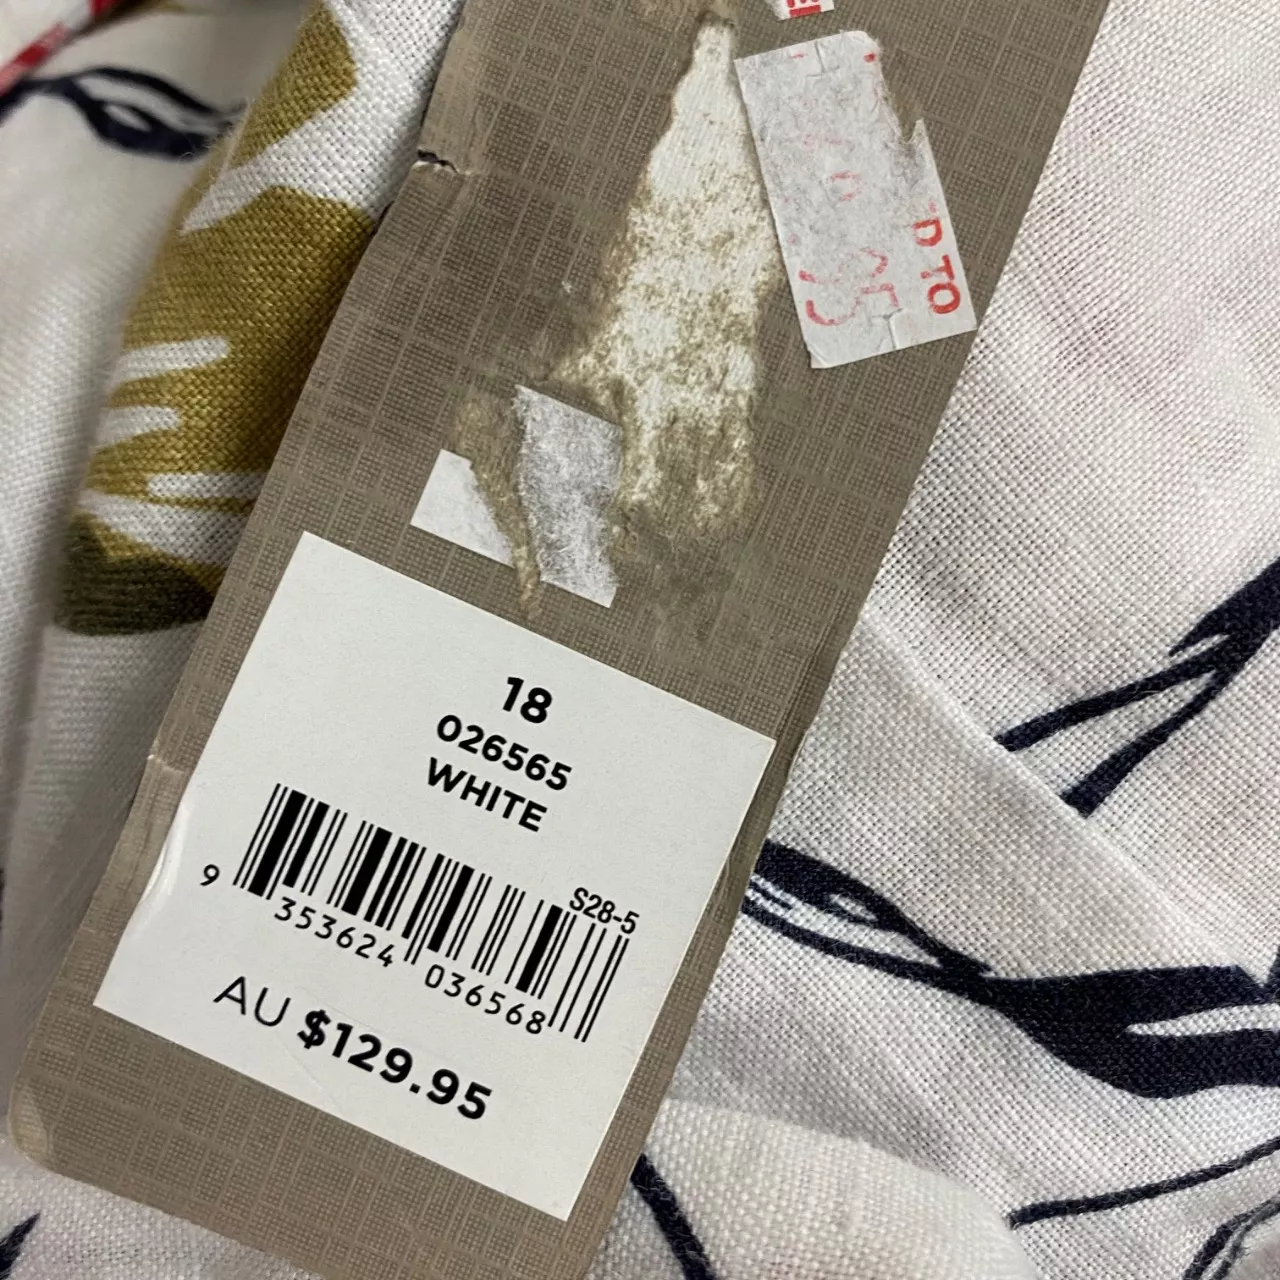 D TO
18
026565
WHITE
S28-5
9 353624 036568
AU $129.95